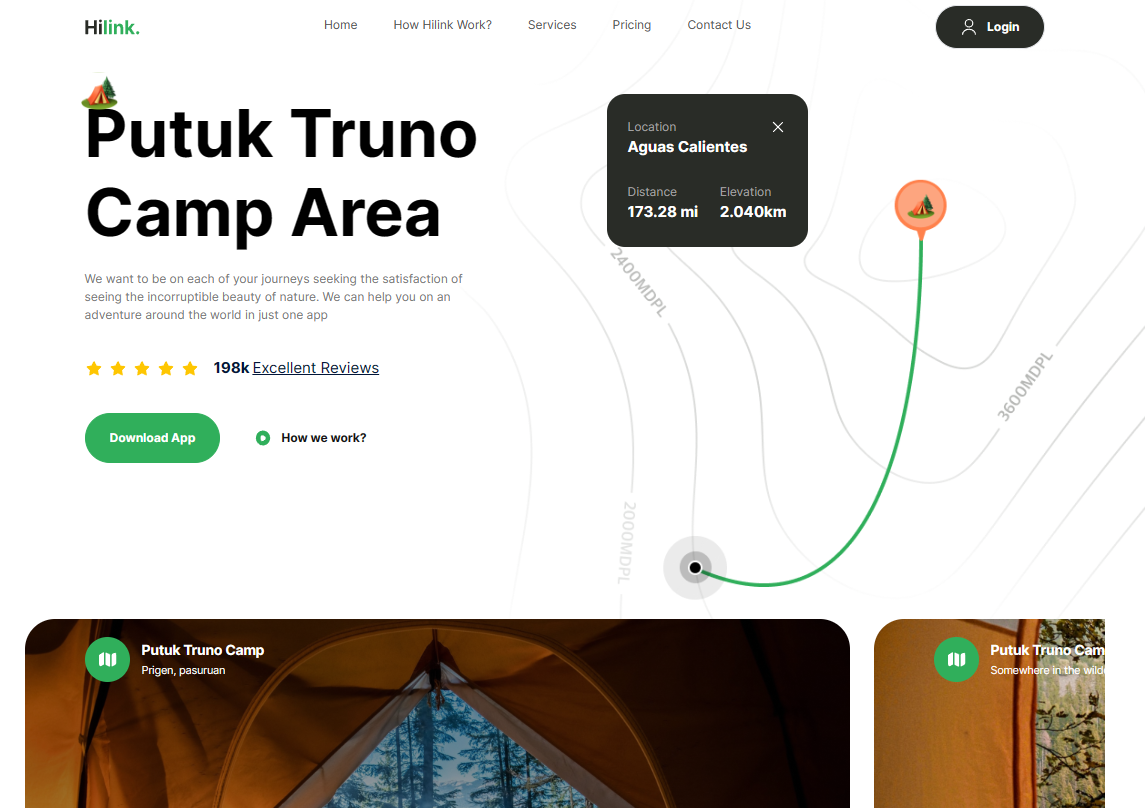 Hilink.
Home
How Hilink Work?
Services
Pricing
Contact Us
Login
Putuk Truno
Camp Area
We want to be on each of your journeys seeking the satisfaction of
seeing the incorruptible beauty of nature. We can help you on an
adventure around the world in just one app
198k Excellent Reviews
Download App
How we work?
Location
Aguas Calientes
Distance
Elevation
173.28 mi
2.040km
2400MDPL
3600MDPL
2000MDPL
Putuk Truno Camp
Prigen, pasuruan
Putuk Truno Cam
Somewhere in the wilde